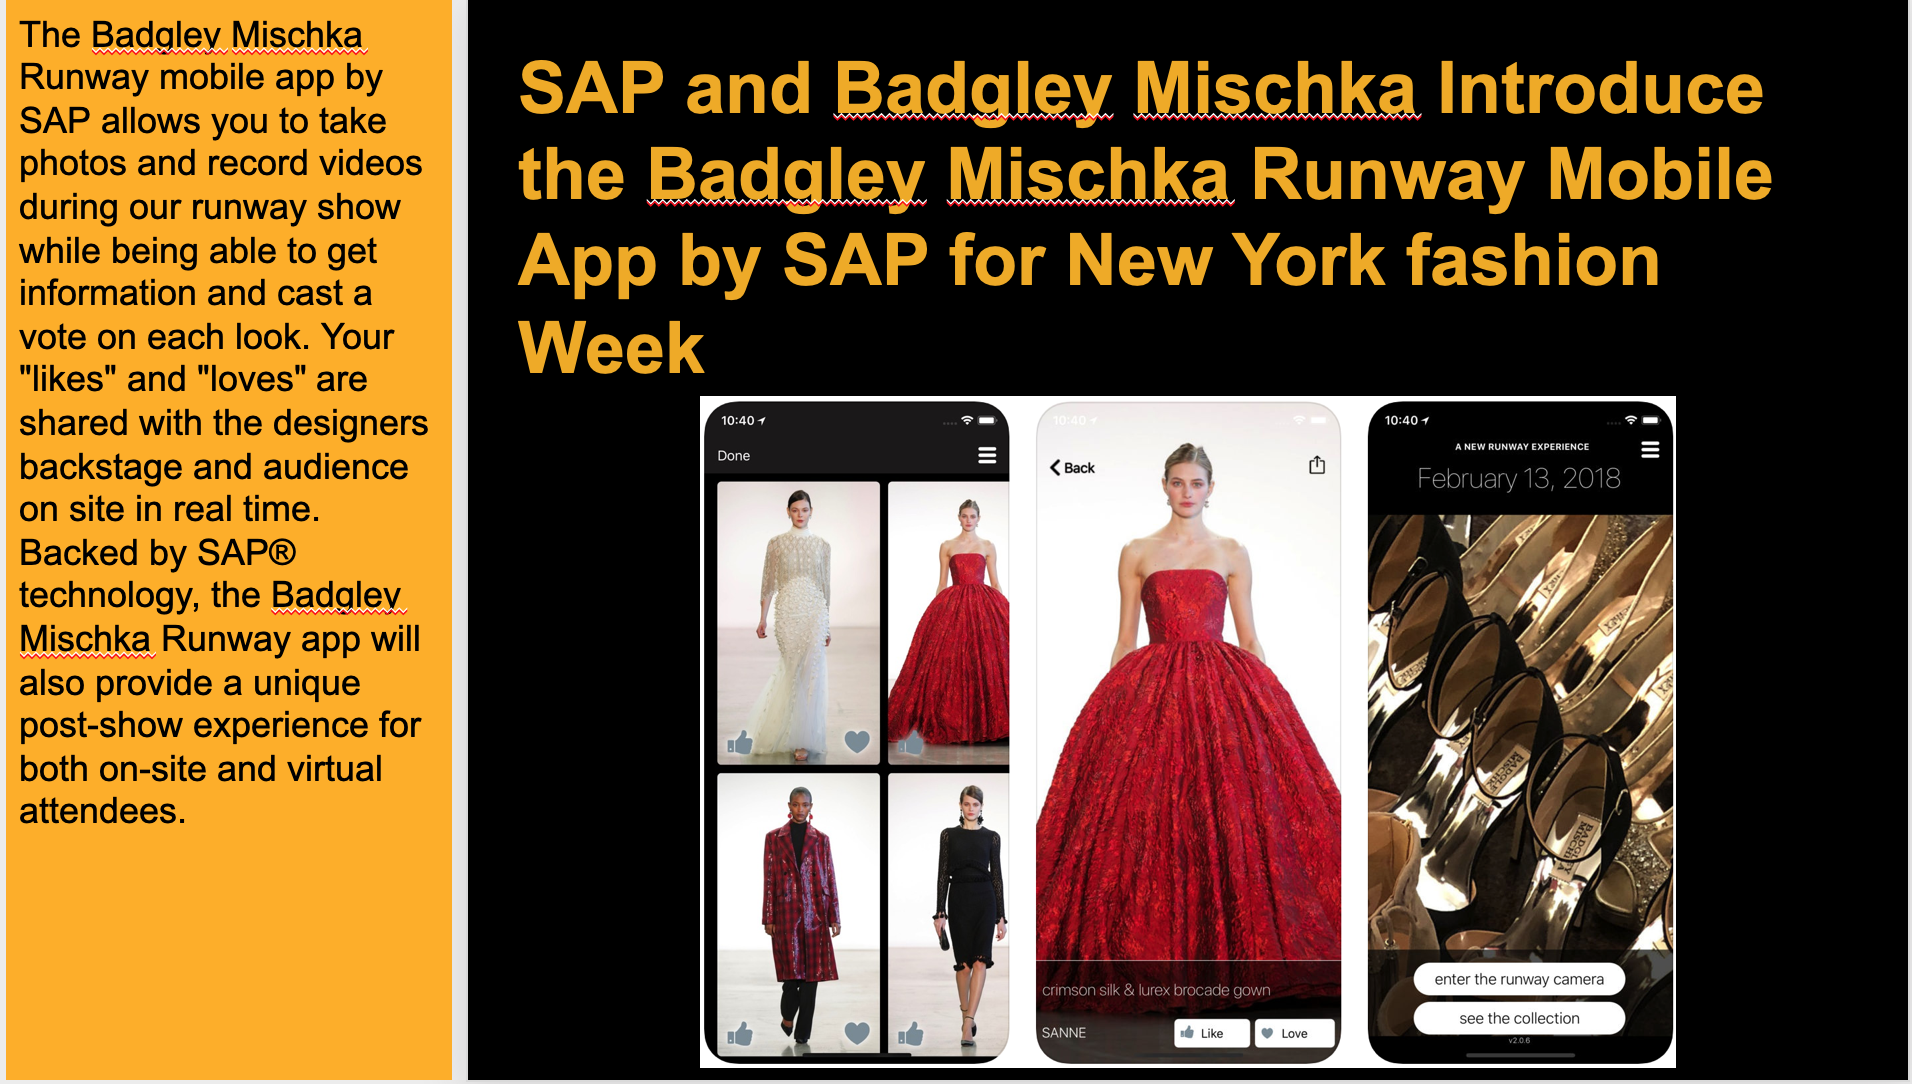 The Badgley Mischka
Runway mobile app by
SAP allows you to take
photos and record videos
during our runway show
while being able to get
information and cast a
vote on each look. Your
"likes" and "loves" are
shared with the designers
backstage and audience
on site in real time.
Backed by SAP®
technology, the Badgley
Mischka Runway app will
also provide a unique
post-show experience for
both on-site and virtual
attendees.
SAP and Badgley Mischka Introduce
the Badgley Mischka Runway Mobile
App by SAP for New York fashion
Week
10:40
Done
10:40
Back
crimson silk & lurex brocade gown
SANNE
Like
Love
10:40
A NEW RUNWAY EXPERIENCE
February 13, 2018
BADGLEY
MISCHKA
enter the runway camera
see the collection
v2.0.6